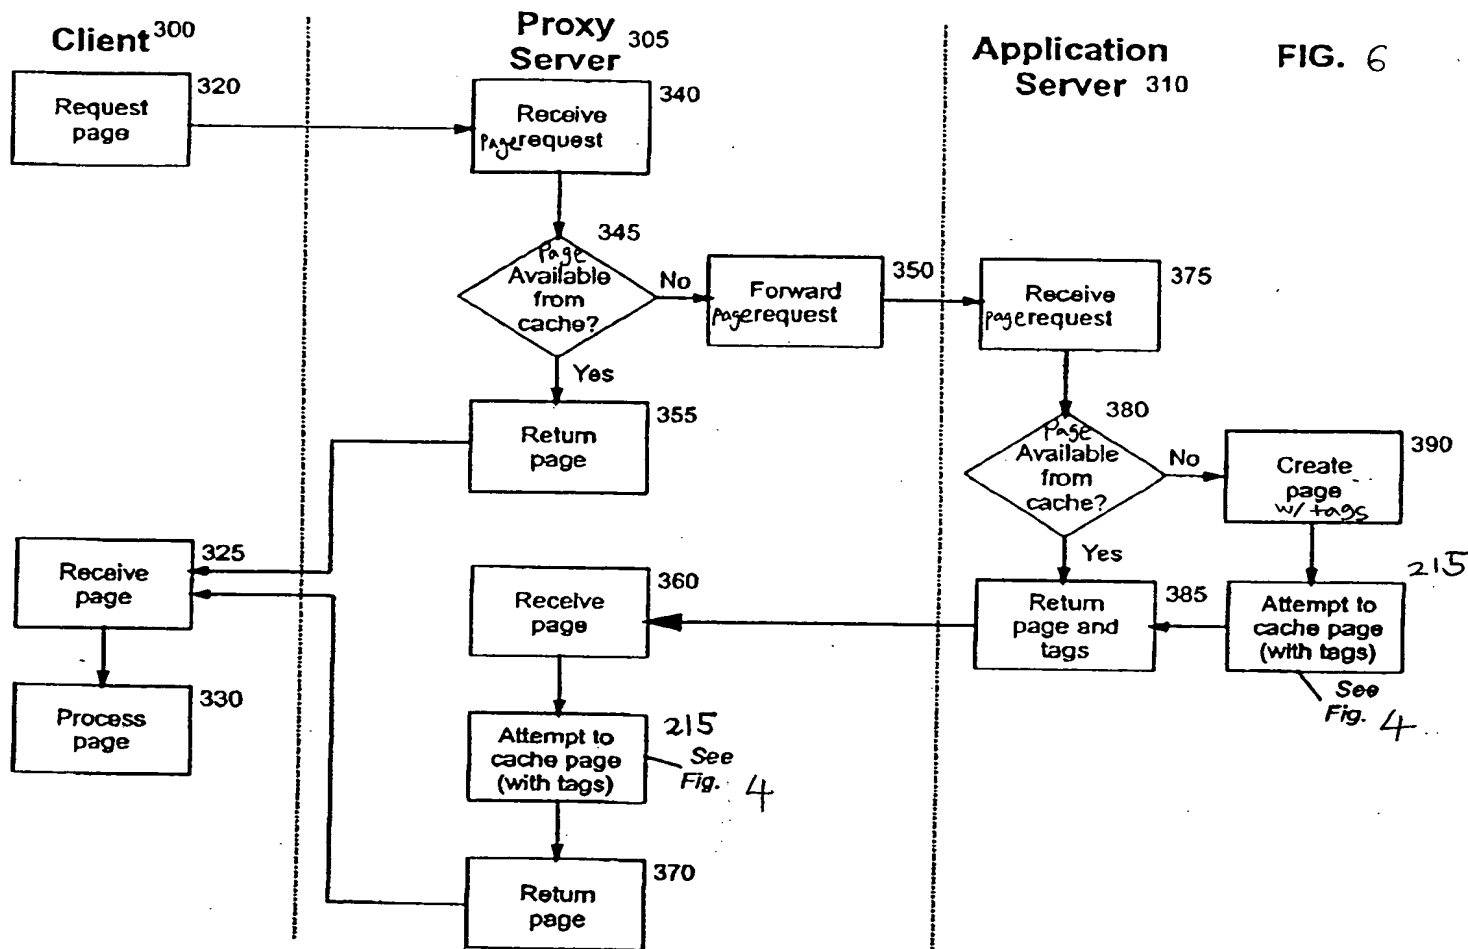 Client 300
Proxy
Server 305
Application
Server 310
FIG. 6
Request
page
320
Receive
page request
340
Page
Available
from
cache?
345
No
Yes
Forward
page request
350
Receive
page request
375
Return
page
355
Page
Available
from
cache?
380
No
Yes
Create
page
w/ tags
390
Receive
page
325
Receive
page
360
Return
page and
tags
385
Attempt to
cache page
(with tags)
215
See
Fig. 4
Process
page
330
Attempt to
cache page
(with tags)
215
See
Fig. 4
Return
page
370